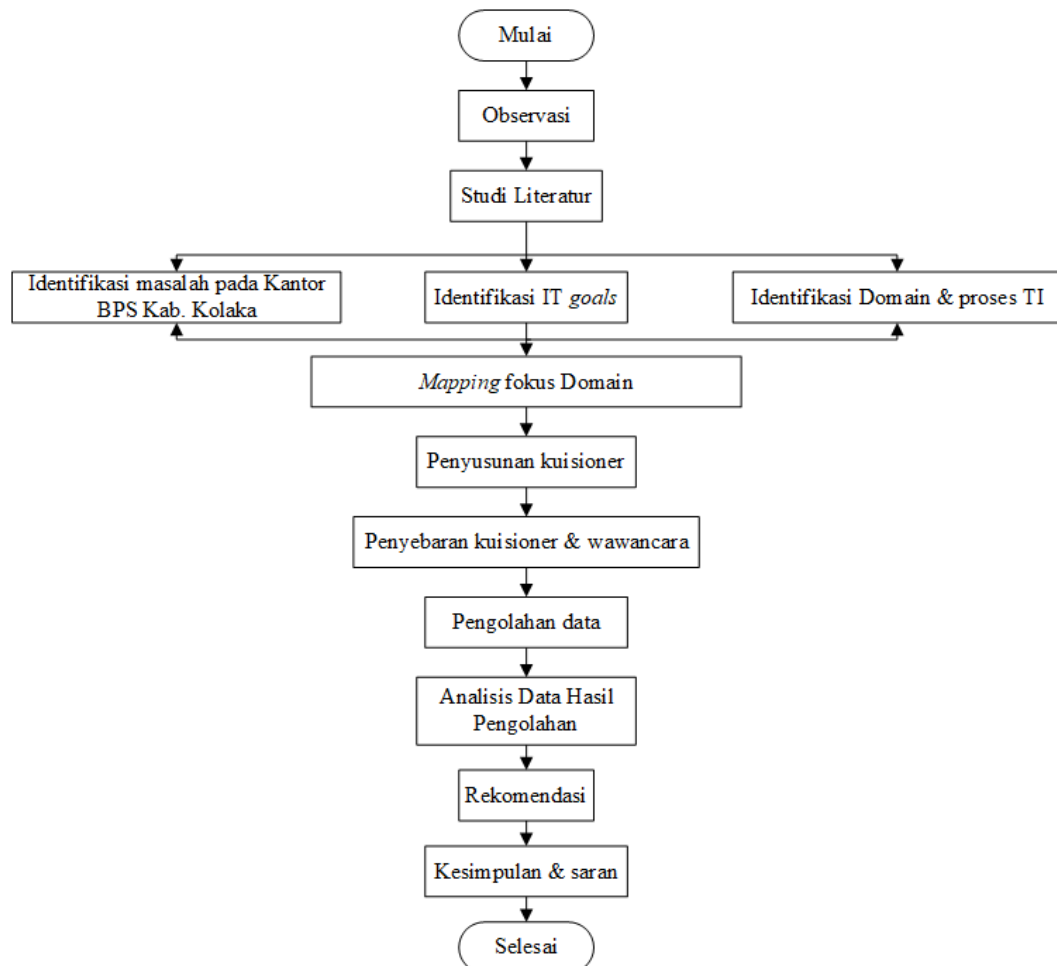 Mulai
Observasi
Studi Literatur
Identifikasi masalah pada Kantor
BPS Kab. Kolaka
Identifikasi IT goals
Identifikasi Domain & proses TI
Mapping fokus Domain
Penyusunan kuisioner
Penyebaran kuisioner & wawancara
Pengolahan data
Analisis Data Hasil
Pengolahan
Rekomendasi
Kesimpulan & saran
Selesai